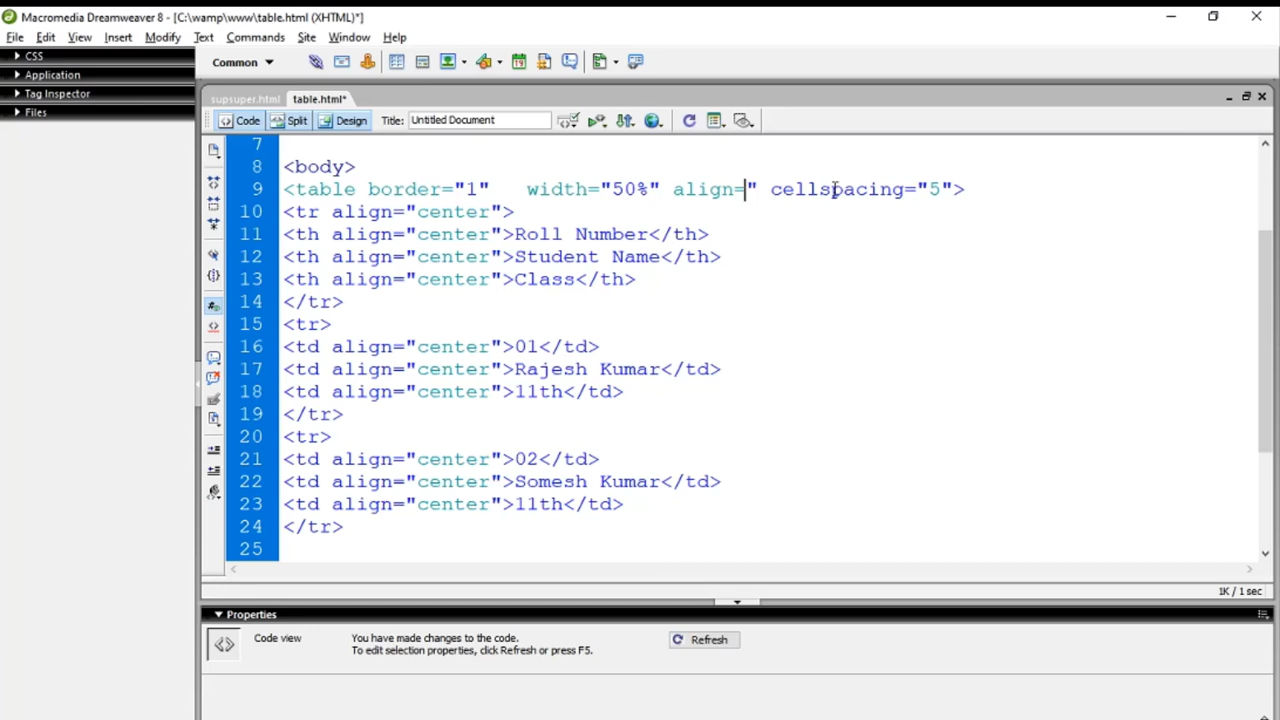 Macromedia Dreamweaver 8 - [C:\wamp\www\table.html (XHTML)*]
File Edit View Insert Modify Text Commands Site Window Help
CSS
Application
Tag Inspector
Files
Common
supsuper.html table.html*
Code Split Design Title: Untitled Document
7
8 <body>
9 <table border="1"   width="50%" align=" cellspacing="5">
10 <tr align="center">
11 <th align="center">Roll Number</th>
12 <th align="center">Student Name</th>
13 <th align="center">Class</th>
14 </tr>
15 <tr>
16 <td align="center">01</td>
17 <td align="center">Rajesh Kumar</td>
18 <td align="center">11th</td>
19 </tr>
20 <tr>
21 <td align="center">02</td>
22 <td align="center">Somesh Kumar</td>
23 <td align="center">11th</td>
24 </tr>
25
1K / 1 sec
Properties
Code view You have made changes to the code. Refresh
To edit selection properties, click Refresh or press F5.